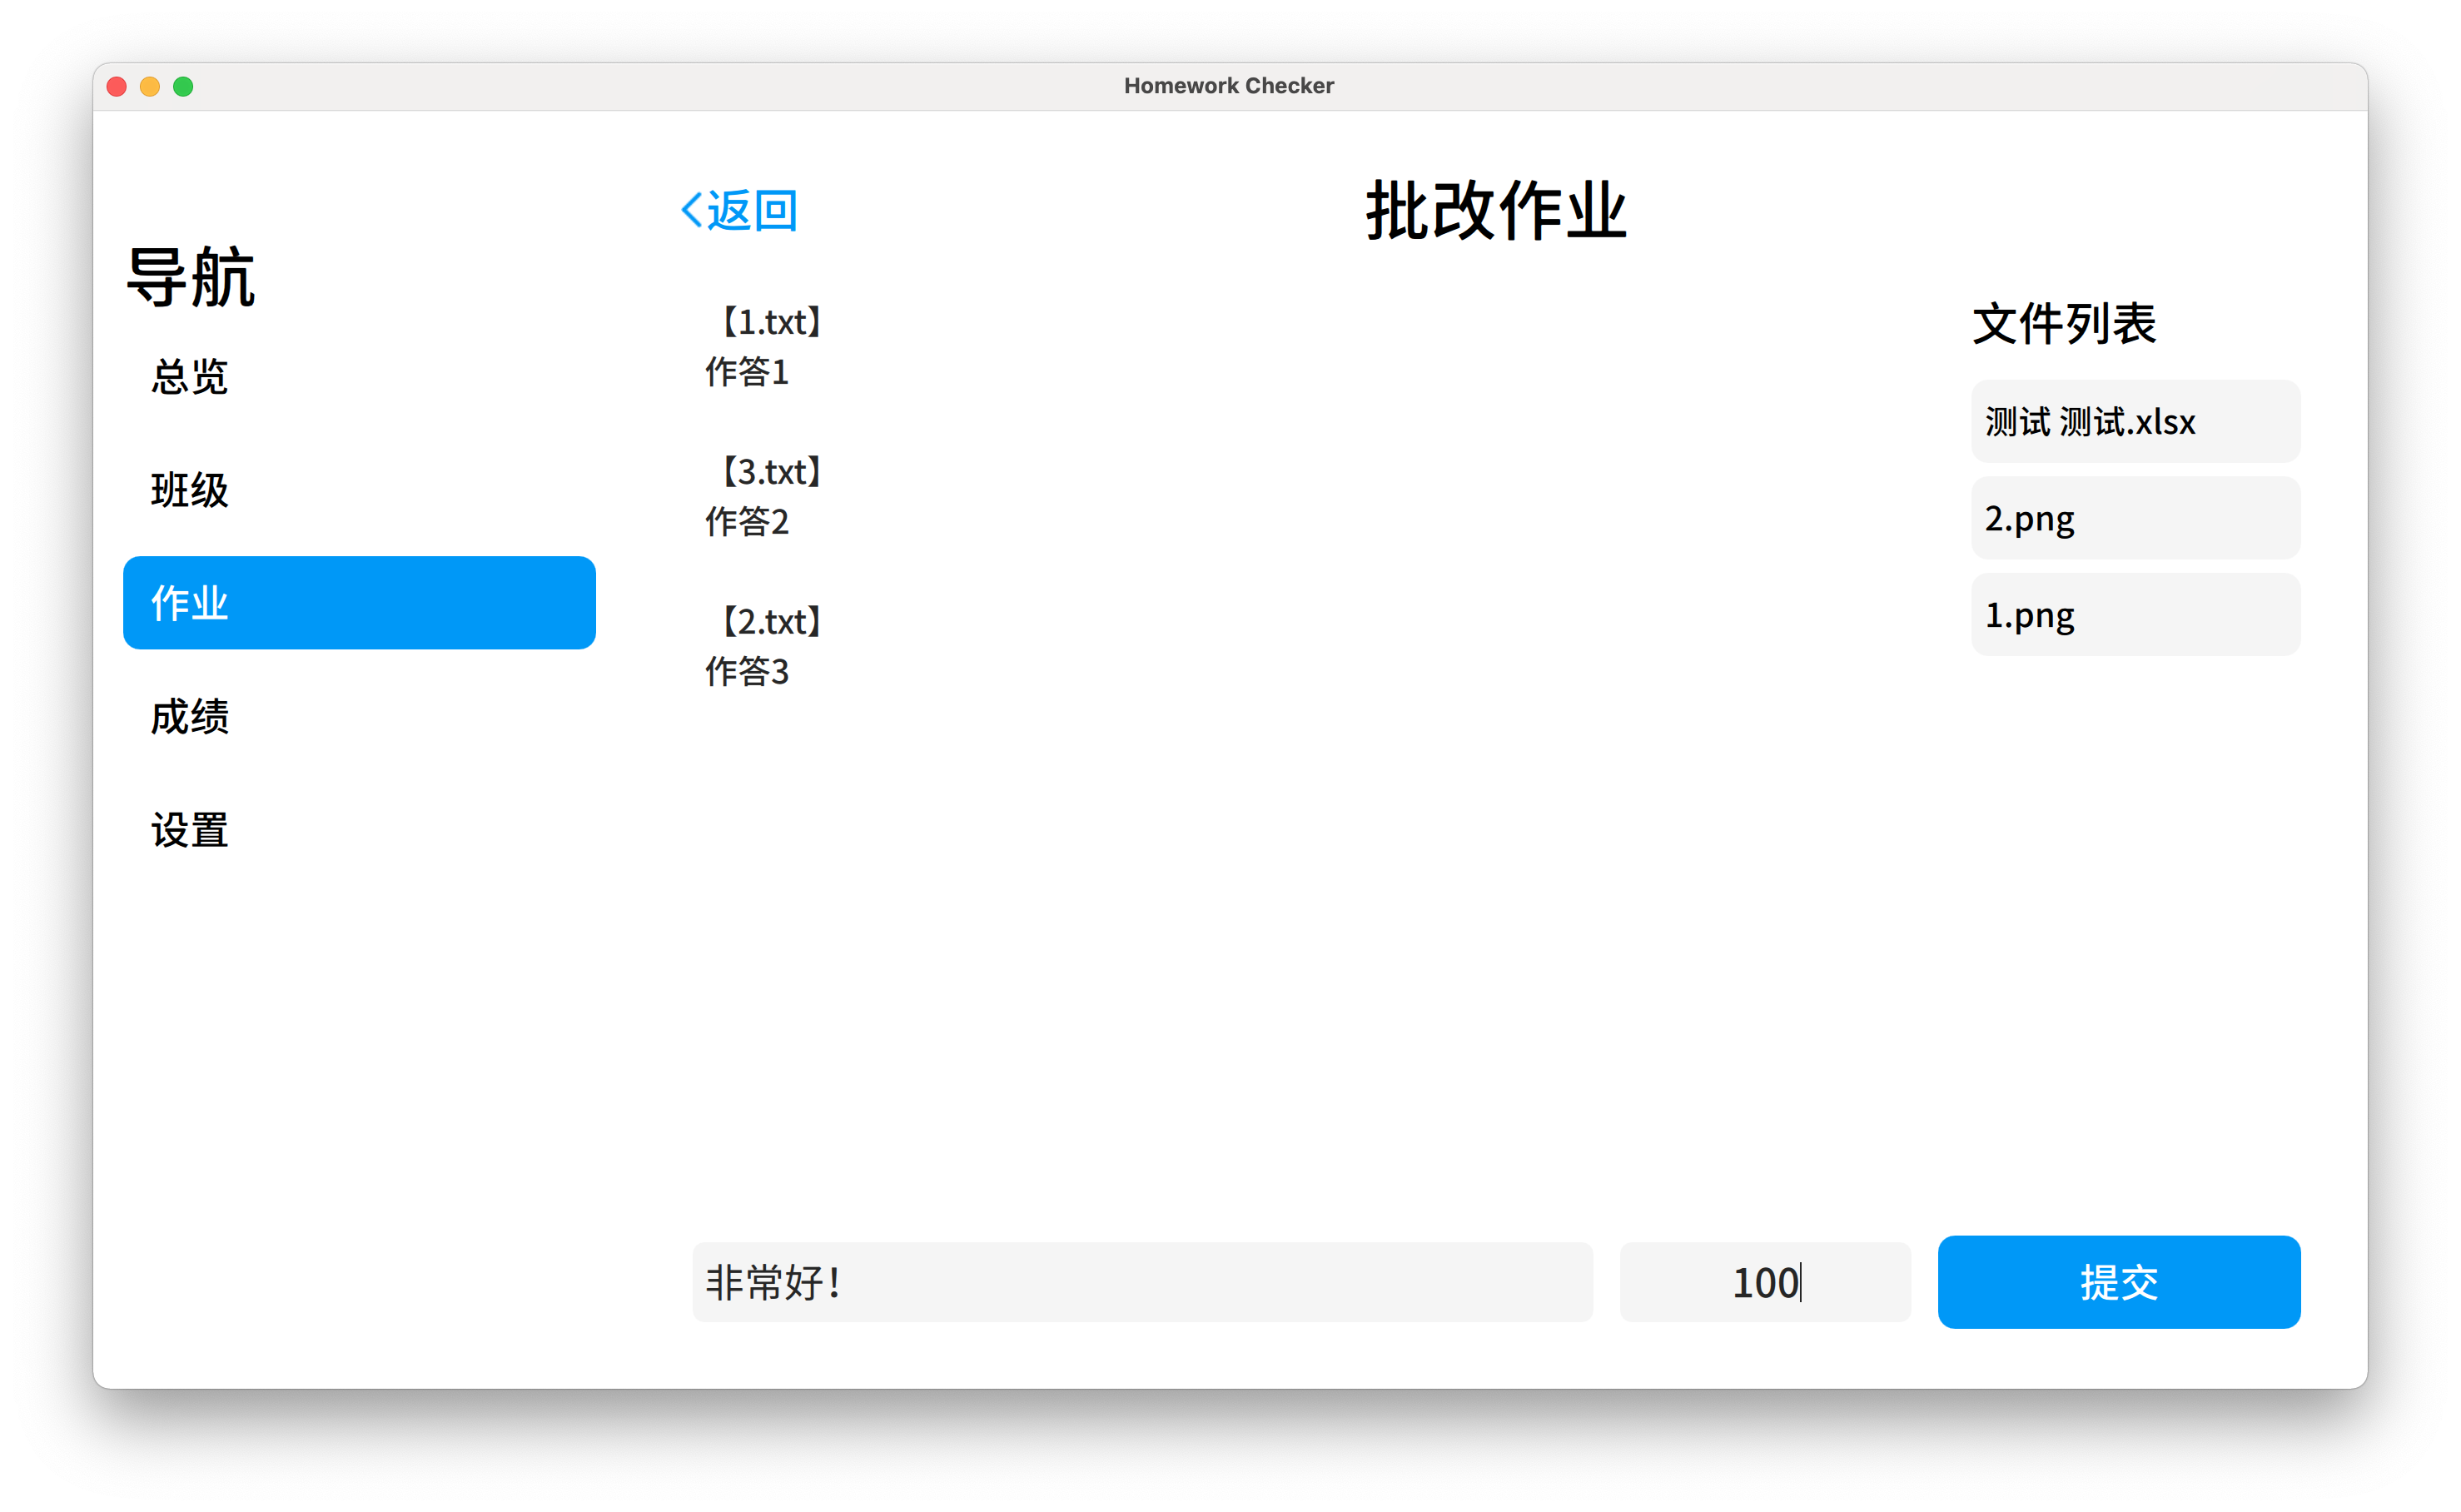 Homework Checker
导航
总览
班级
作业
成绩
设置
返回
批改作业
【1.txt】
作答1
【3.txt】
作答2
【2.txt】
作答3
文件列表
测试 测试.xlsx
2.png
1.png
非常好！
100
提交